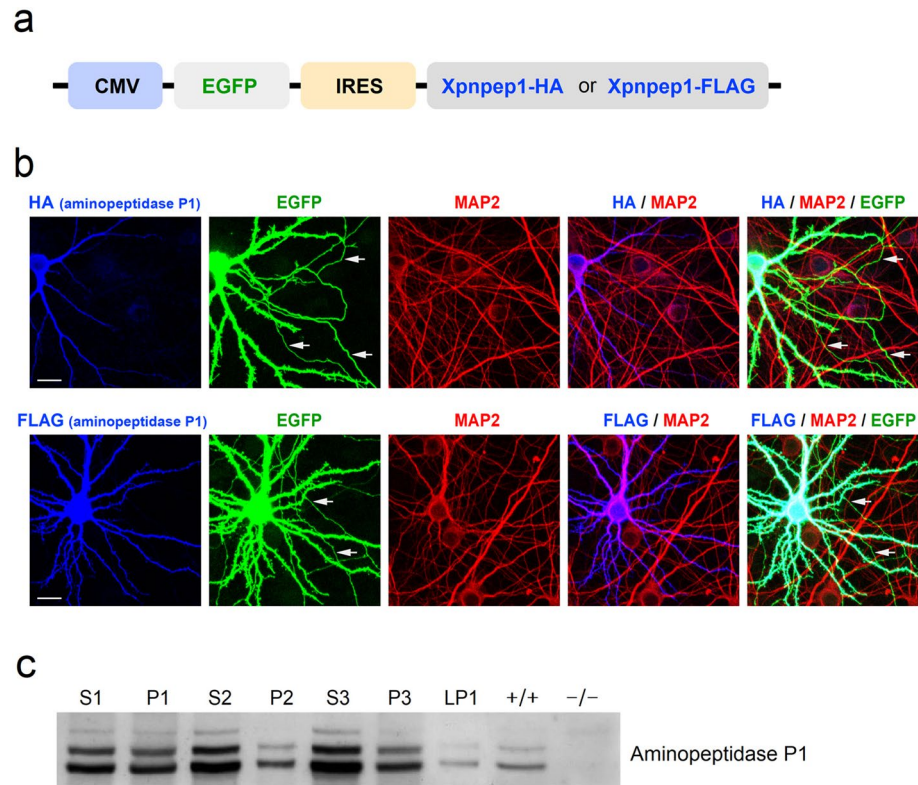 a
CMV EGFP IRES Xpnpep1-HA or Xpnpep1-FLAG
b
HA (aminopeptidase P1) EGFP MAP2 HA / MAP2 HA / MAP2 / EGFP
FLAG (aminopeptidase P1) EGFP MAP2 FLAG / MAP2 FLAG / MAP2 / EGFP
c
S1 P1 S2 P2 S3 P3 LP1 +/+ −/−
Aminopeptidase P1